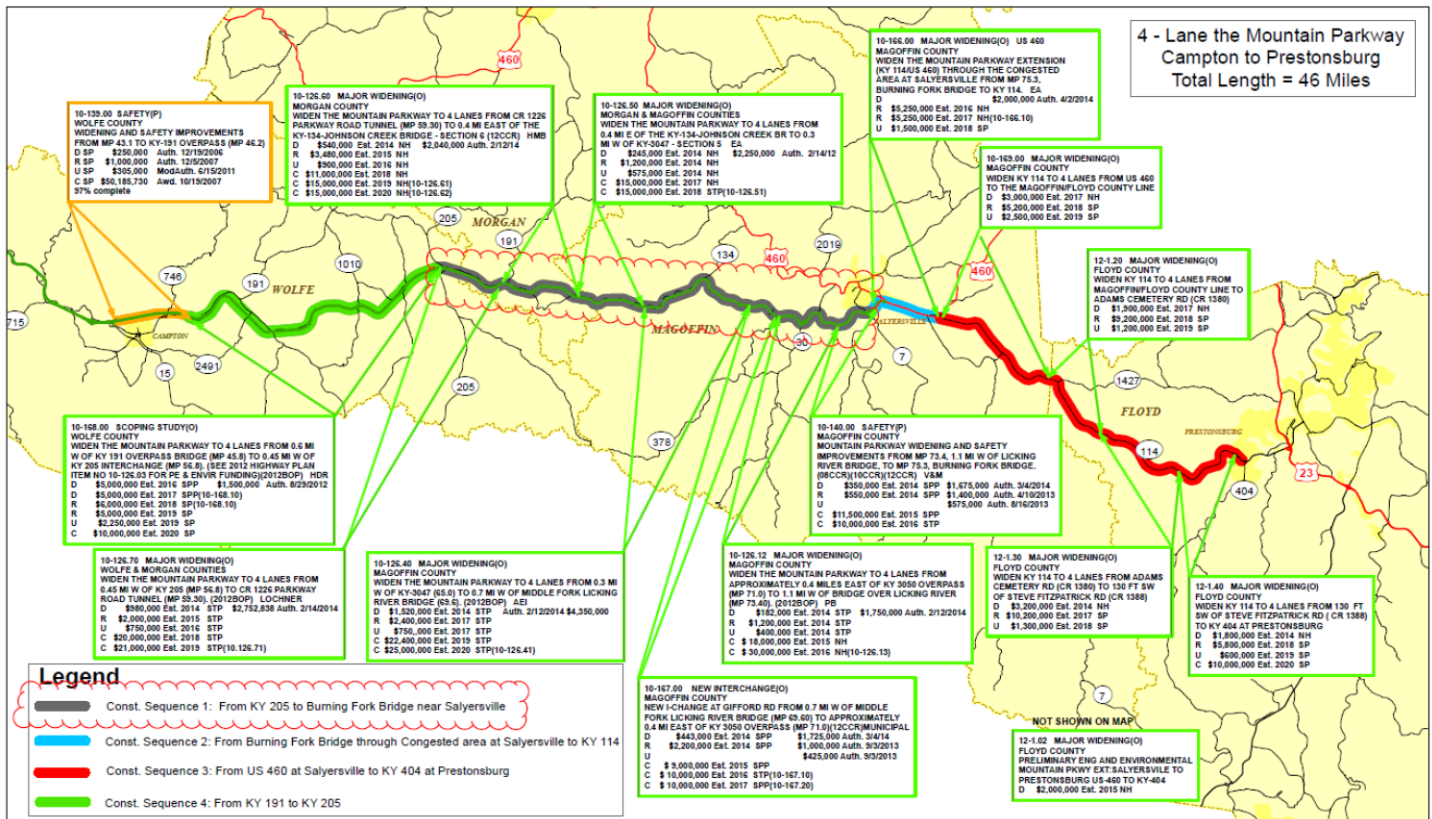 4 - Lane the Mountain Parkway
Campton to Prestonsburg
Total Length = 46 Miles
10-139.00 SAFETY(P)
WOLFE COUNTY
WIDENING AND SAFETY IMPROVEMENTS
FROM MP 43.1 TO KY-191 OVERPASS (MP 46.2)
D SP $250,000 Auth. 12/19/2006
R SP $1,000,000 Auth. 12/5/2007
U SP $305,000 ModAuth. 6/15/2011
C SP $50,185,730 Awd. 10/19/2007
97% complete
10-126.60 MAJOR WIDENING(O)
MORGAN COUNTY
WIDEN THE MOUNTAIN PARKWAY TO 4 LANES FROM CR 1226
PARKWAY ROAD TUNNEL (MP 59.30) TO 0.4 MI EAST OF THE
KY-134-JOHNSON CREEK BRIDGE - SECTION 6 (12CCR) HMB
D $540,000 Est. 2014 NH $2,040,000 Auth. 2/12/14
R $3,480,000 Est. 2015 NH
U $900,000 Est. 2016 NH
C $11,000,000 Est. 2018 NH
C $15,000,000 Est. 2019 NH(10-126.61)
C $15,000,000 Est. 2020 NH(10-126.62)
10-126.50 MAJOR WIDENING(O)
MORGAN & MAGOFFIN COUNTIES
WIDEN THE MOUNTAIN PARKWAY TO 4 LANES FROM
0.4 MI E OF THE KY-134-JOHNSON CREEK BR TO 0.3
MI W OF KY-3047 - SECTION 5 EA
D $245,000 Est. 2014 NH $2,250,000 Auth. 2/14/12
R $1,200,000 Est. 2014 NH
U $575,000 Est. 2014 NH
C $15,000,000 Est. 2017 NH
C $15,000,000 Est. 2018 STP(10-126.51)
10-166.00 MAJOR WIDENING(O) US 460
MAGOFFIN COUNTY
WIDEN THE MOUNTAIN PARKWAY EXTENSION
(KY 114/US 460) THROUGH THE CONGESTED
AREA AT SALYERSVILLE FROM MP 75.3,
BURNING FORK BRIDGE TO KY 114. EA
D $2,000,000 Auth. 4/2/2014
R $5,250,000 Est. 2016 NH
R $5,250,000 Est. 2017 NH(10-166.10)
U $1,500,000 Est. 2018 SP
10-169.00 MAJOR WIDENING(O)
MAGOFFIN COUNTY
WIDEN KY 114 TO 4 LANES FROM US 460
TO THE MAGOFFIN/FLOYD COUNTY LINE
D $3,000,000 Est. 2017 NH
R $5,200,000 Est. 2018 SP
U $2,500,000 Est. 2019 SP
12-1.20 MAJOR WIDENING(O)
FLOYD COUNTY
WIDEN KY 114 TO 4 LANES FROM
MAGOFFIN/FLOYD COUNTY LINE TO
ADAMS CEMETERY RD (CR 1380)
D $1,900,000 Est. 2017 NH
R $9,200,000 Est. 2018 SP
U $1,200,000 Est. 2019 SP
460
205
MORGAN
191
134
460
2019
460
715
746
191
WOLFE
1010
CAMPTON
15
2491
205
MAGOFFIN
30
SALYERSVILLE
7
378
1427
FLOYD
PRESTONSBURG
114
404
23
7
10-168.00 SCOPING STUDY(O)
WOLFE COUNTY
WIDEN THE MOUNTAIN PARKWAY TO 4 LANES FROM 0.6 MI
W OF KY 191 OVERPASS BRIDGE (MP 45.8) TO 0.45 MI W OF
KY 205 INTERCHANGE (MP 56.8). (SEE 2012 HIGHWAY PLAN
ITEM NO 10-126.03 FOR PE & ENVIR FUNDING)(2012BOP) HDR
D $5,000,000 Est. 2016 SPP $1,500,000 Auth. 8/29/2012
D $5,000,000 Est. 2017 SPP(10-168.10)
R $6,000,000 Est. 2018 SP(10-168.10)
R $5,000,000 Est. 2019 SP
U $2,250,000 Est. 2019 SP
C $10,000,000 Est. 2020 SP
10-126.70 MAJOR WIDENING(O)
WOLFE & MORGAN COUNTIES
WIDEN THE MOUNTAIN PARKWAY TO 4 LANES FROM
0.45 MI W OF KY 205 (MP 56.8) TO CR 1226 PARKWAY
ROAD TUNNEL (MP 59.30). (2012BOP) LOCHNER
D $980,000 Est. 2014 STP $2,752,838 Auth. 2/14/2014
R $2,000,000 Est. 2015 STP
U $750,000 Est. 2016 STP
C $20,000,000 Est. 2018 STP
C $21,000,000 Est. 2019 STP(10.126.71)
10-126.40 MAJOR WIDENING(O)
MAGOFFIN COUNTY
WIDEN THE MOUNTAIN PARKWAY TO 4 LANES FROM 0.3 MI
W OF KY-3047 (65.0) TO 0.7 MI W OF MIDDLE FORK LICKING
RIVER BRIDGE (69.6). (2012BOP) AEI
D $1,520,000 Est. 2014 STP Auth. 2/12/2014 $4,350,000
R $2,400,000 Est. 2017 STP
U $750,000 Est. 2017 STP
C $22,400,000 Est. 2019 STP
C $25,000,000 Est. 2020 STP(10-126.41)
10-140.00 SAFETY(P)
MAGOFFIN COUNTY
MOUNTAIN PARKWAY WIDENING AND SAFETY
IMPROVEMENTS FROM MP 73.4, 1.1 MI W OF LICKING
RIVER BRIDGE, TO MP 75.3, BURNING FORK BRIDGE.
(08CCR)(10CCR)(12CCR) V&M
D $350,000 Est. 2014 SPP $1,675,000 Auth. 3/4/2014
R $550,000 Est. 2014 SPP $1,400,000 Auth. 4/10/2013
U $575,000 Auth. 8/16/2013
C $11,500,000 Est. 2015 SPP
C $10,000,000 Est. 2016 STP
10-126.12 MAJOR WIDENING(O)
MAGOFFIN COUNTY
WIDEN THE MOUNTAIN PARKWAY TO 4 LANES FROM
APPROXIMATELY 0.4 MILES EAST OF KY 3050 OVERPASS
(MP 71.0) TO 1.1 MI W OF BRIDGE OVER LICKING RIVER
(MP 73.40). (2012BOP) PB
D $182,000 Est. 2014 STP $1,750,000 Auth. 2/12/2014
R $1,200,000 Est. 2014 STP
U $400,000 Est. 2014 STP
C $ 18,000,000 Est. 2015 NH
C $ 30,000,000 Est. 2016 NH(10-126.13)
12-1.30 MAJOR WIDENING(O)
FLOYD COUNTY
WIDEN KY 114 TO 4 LANES FROM ADAMS
CEMETERY RD (CR 1380) TO 130 FT SW
OF STEVE FITZPATRICK RD (CR 1388)
D $3,200,000 Est. 2014 NH
R $10,200,000 Est. 2017 SP
U $1,300,000 Est. 2018 SP
12-1.40 MAJOR WIDENING(O)
FLOYD COUNTY
WIDEN KY 114 TO 4 LANES FROM 130 FT
SW OF STEVE FITZPATRICK RD ( CR 1388)
TO KY 404 AT PRESTONSBURG
D $1,800,000 Est. 2014 NH
R $5,800,000 Est. 2018 SP
U $600,000 Est. 2019 SP
C $10,000,000 Est. 2020 SP
10-167.00 NEW INTERCHANGE(O)
MAGOFFIN COUNTY
NEW I-CHANGE AT GIFFORD RD FROM 0.7 MI W OF MIDDLE
FORK LICKING RIVER BRIDGE (MP 69.60) TO APPROXIMATELY
0.4 MI EAST OF KY 3050 OVERPASS (MP 71.0)(12CCR)MUNICIPAL
D $443,000 Est. 2014 SPP $1,725,000 Auth. 3/4/14
R $2,200,000 Est. 2014 SPP $1,000,000 Auth. 9/3/2013
U $425,000 Auth. 9/3/2013
C $ 9,000,000 Est. 2015 SPP
C $ 10,000,000 Est. 2016 STP(10-167.10)
C $ 10,000,000 Est. 2017 SPP(10-167.20)
NOT SHOWN ON MAP
12-1.02 MAJOR WIDENING(O)
FLOYD COUNTY
PRELIMINARY ENG AND ENVIRONMENTAL
MOUNTAIN PKWY EXT:SALYERSVILE TO
PRESTONSBURG US-460 TO KY-404
D $2,000,000 Est. 2015 NH
Legend
Const. Sequence 1: From KY 205 to Burning Fork Bridge near Salyersville
Const. Sequence 2: From Burning Fork Bridge through Congested area at Salyersville to KY 114
Const. Sequence 3: From US 460 at Salyersville to KY 404 at Prestonsburg
Const. Sequence 4: From KY 191 to KY 205